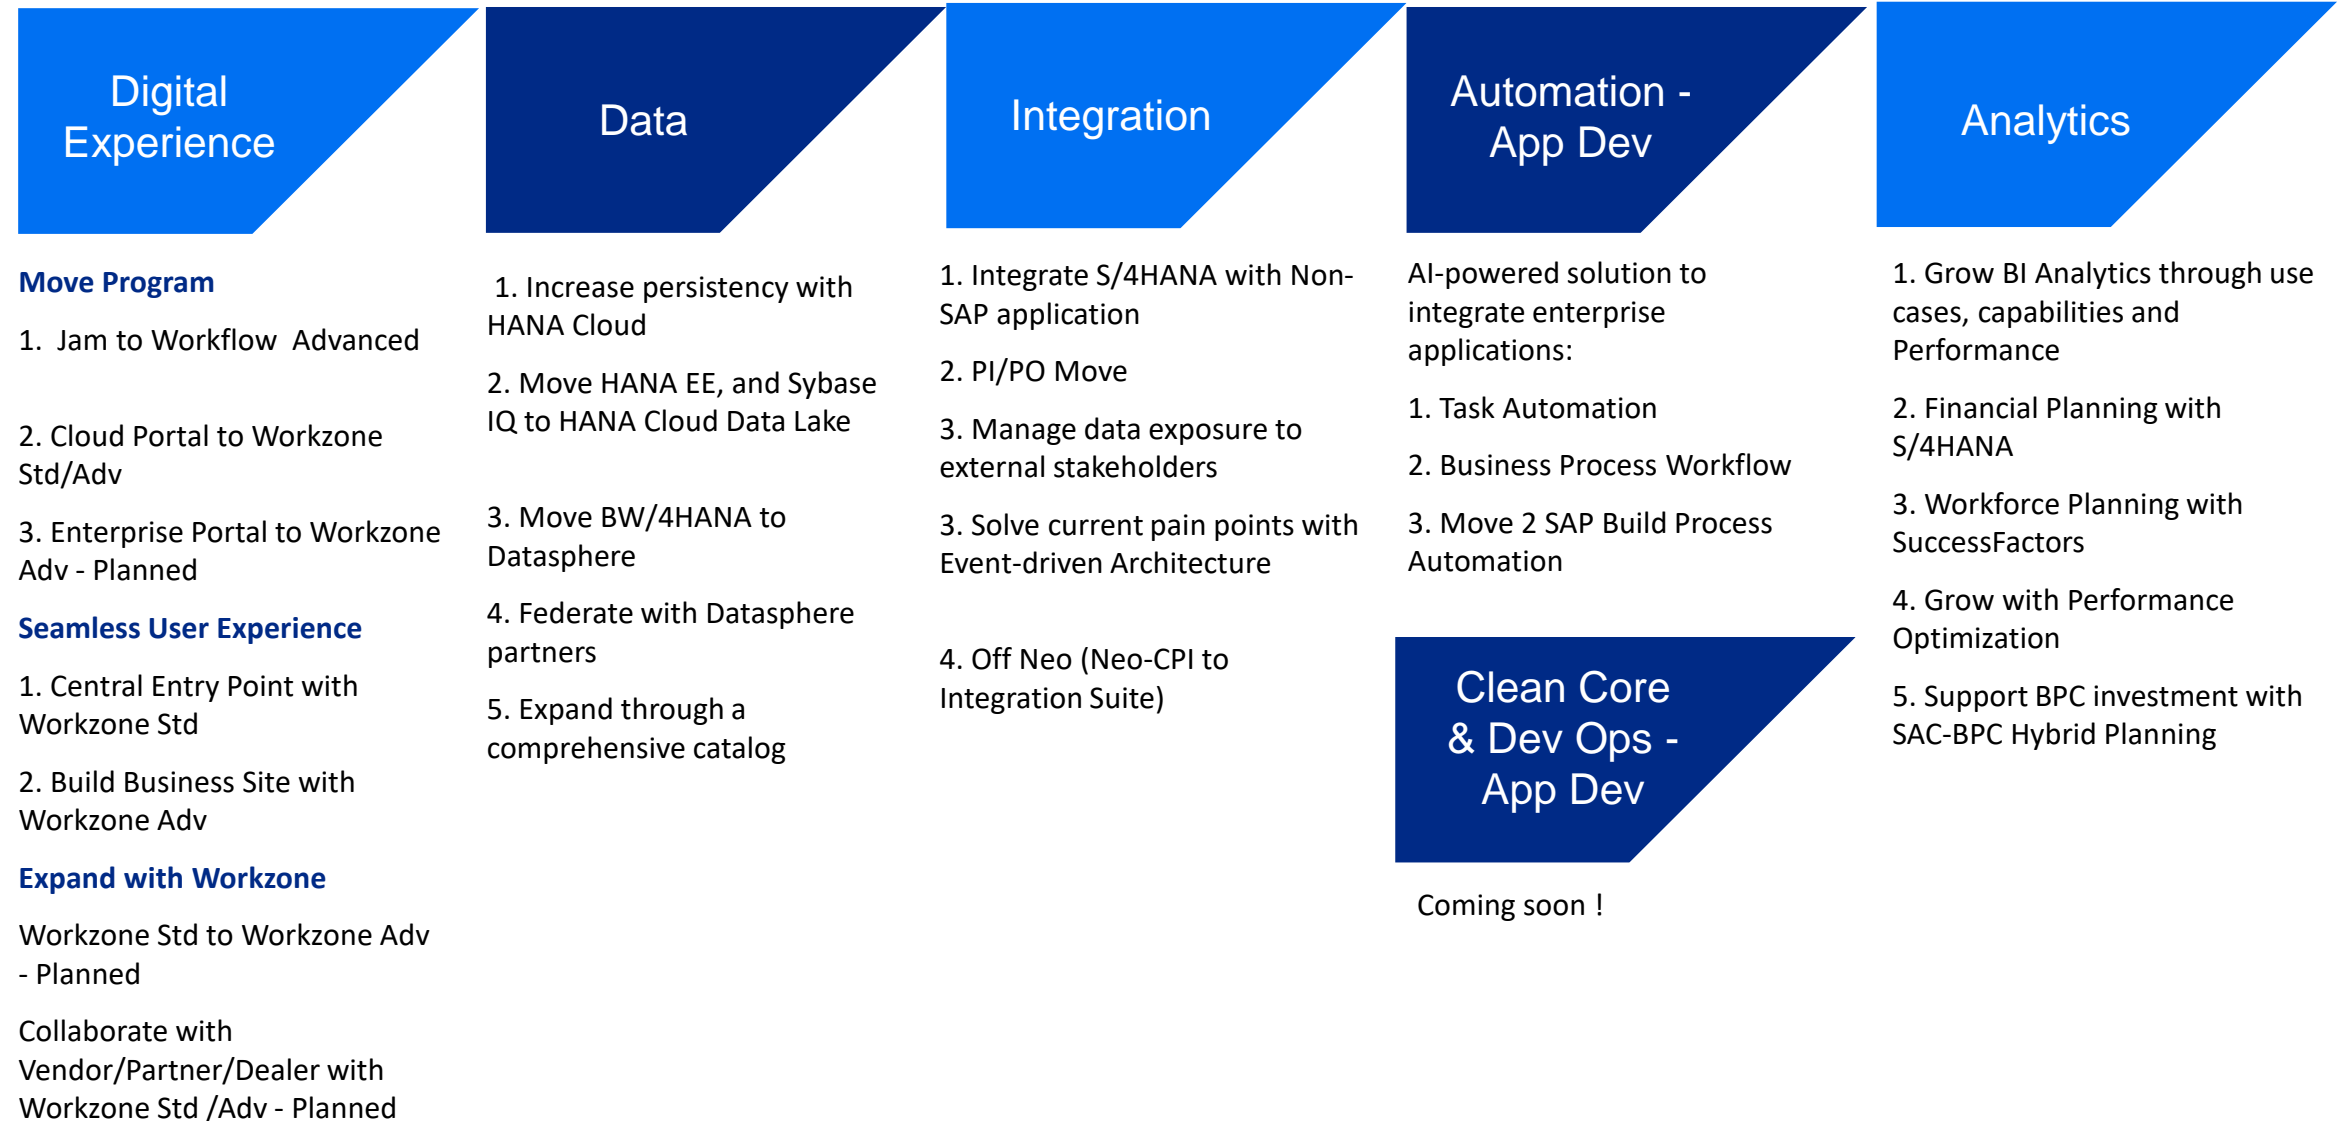 Digital
Experience
Move Program
1. Jam to Workflow Advanced
2. Cloud Portal to Workzone
Std/Adv
3. Enterprise Portal to Workzone
Adv - Planned
Seamless User Experience
1. Central Entry Point with
Workzone Std
2. Build Business Site with
Workzone Adv
Expand with Workzone
Workzone Std to Workzone Adv
- Planned
Collaborate with
Vendor/Partner/Dealer with
Workzone Std /Adv - Planned
Data
1. Increase persistency with
HANA Cloud
2. Move HANA EE, and Sybase
IQ to HANA Cloud Data Lake
3. Move BW/4HANA to
Datasphere
4. Federate with Datasphere
partners
5. Expand through a
comprehensive catalog
Integration
1. Integrate S/4HANA with Non-
SAP application
2. PI/PO Move
3. Manage data exposure to
external stakeholders
3. Solve current pain points with
Event-driven Architecture
4. Off Neo (Neo-CPI to
Integration Suite)
Automation -
App Dev
AI-powered solution to
integrate enterprise
applications:
1. Task Automation
2. Business Process Workflow
3. Move 2 SAP Build Process
Automation
Clean Core
& Dev Ops -
App Dev
Coming soon !
Analytics
1. Grow BI Analytics through use
cases, capabilities and
Performance
2. Financial Planning with
S/4HANA
3. Workforce Planning with
SuccessFactors
4. Grow with Performance
Optimization
5. Support BPC investment with
SAC-BPC Hybrid Planning